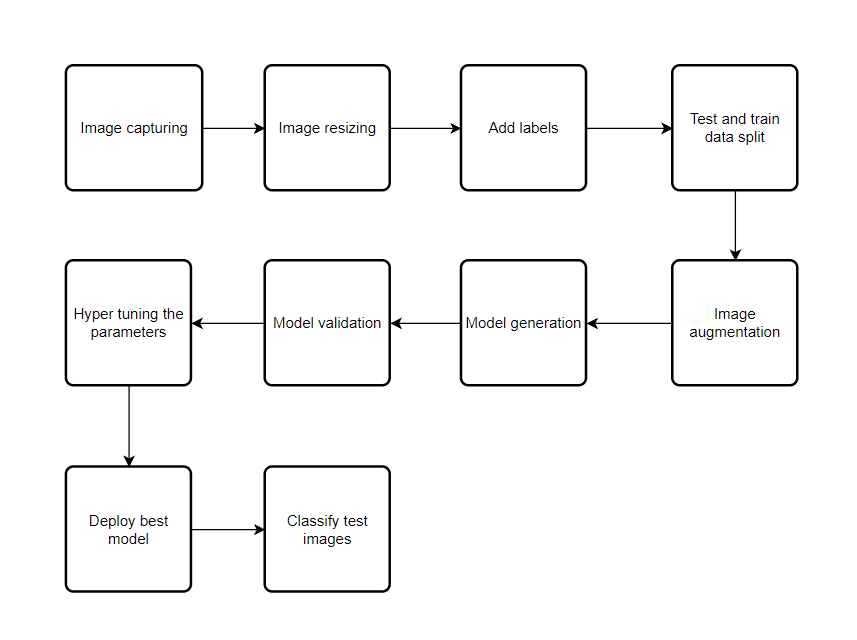 Image capturing
Image resizing
Add labels
Test and train
data split
Image
augmentation
Model generation
Model validation
Hyper tuning the
parameters
Deploy best
model
Classify test
images